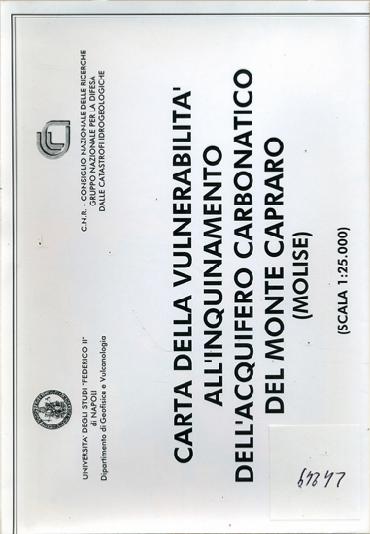 UNIVERSITA' DEGLI STUDI "FEDERICO II"
di NAPOLI
Dipartimento di Geofisica e Vulcanologia
C.N.R. - CONSIGLIO NAZIONALE DELLE RICERCHE
GRUPPO NAZIONALE PER LA DIFESA
DALLE CATASTROFI IDROGEOLOGICHE
CARTA DELLA VULNERABILITA'
ALL'INQUINAMENTO
DELL'ACQUIFERO CARBONATICO
DEL MONTE CAPRARO
(MOLISE)
(SCALA 1:25.000)